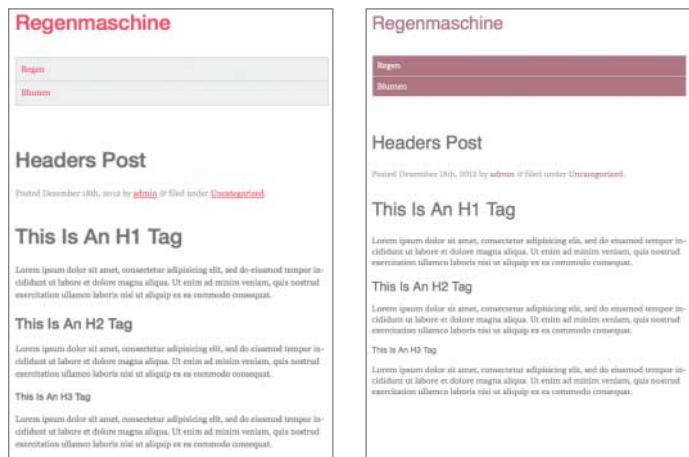 Regenmaschine
Regen
Blumen
Headers Post
Posted December 18th, 2012 by admin & filed under Uncategorized.
This Is An H1 Tag
Lorem ipsum dolor sit amet, consectetur adipisicing elit, sed do eiusmod tempor in-
cididunt ut labore et dolore magna aliqua. Ut enim ad minim veniam, quis nostrud
exercitation ullamco laboris nisi ut aliquip ex ea commodo consequat.
This Is An H2 Tag
Lorem ipsum dolor sit amet, consectetur adipisicing elit, sed do eiusmod tempor in-
cididunt ut labore et dolore magna aliqua. Ut enim ad minim veniam, quis nostrud
exercitation ullamco laboris nisi ut aliquip ex ea commodo consequat.
This Is An H3 Tag
Lorem ipsum dolor sit amet, consectetur adipisicing elit, sed do eiusmod tempor in-
cididunt ut labore et dolore magna aliqua. Ut enim ad minim veniam, quis nostrud
exercitation ullamco laboris nisi ut aliquip ex ea commodo consequat.
Regenmaschine
Regen
Blumen
Headers Post
Posted December 18th, 2012 by admin & filed under Uncategorized.
This Is An H1 Tag
Lorem ipsum dolor sit amet, consectetur adipisicing elit, sed do eiusmod tempor in-
cididunt ut labore et dolore magna aliqua. Ut enim ad minim veniam, quis nostrud
exercitation ullamco laboris nisi ut aliquip ex ea commodo consequat.
This Is An H2 Tag
Lorem ipsum dolor sit amet, consectetur adipisicing elit, sed do eiusmod tempor in-
cididunt ut labore et dolore magna aliqua. Ut enim ad minim veniam, quis nostrud
exercitation ullamco laboris nisi ut aliquip ex ea commodo consequat.
This Is An H3 Tag
Lorem ipsum dolor sit amet, consectetur adipisicing elit, sed do eiusmod tempor in-
cididunt ut labore et dolore magna aliqua. Ut enim ad minim veniam, quis nostrud
exercitation ullamco laboris nisi ut aliquip ex ea commodo consequat.